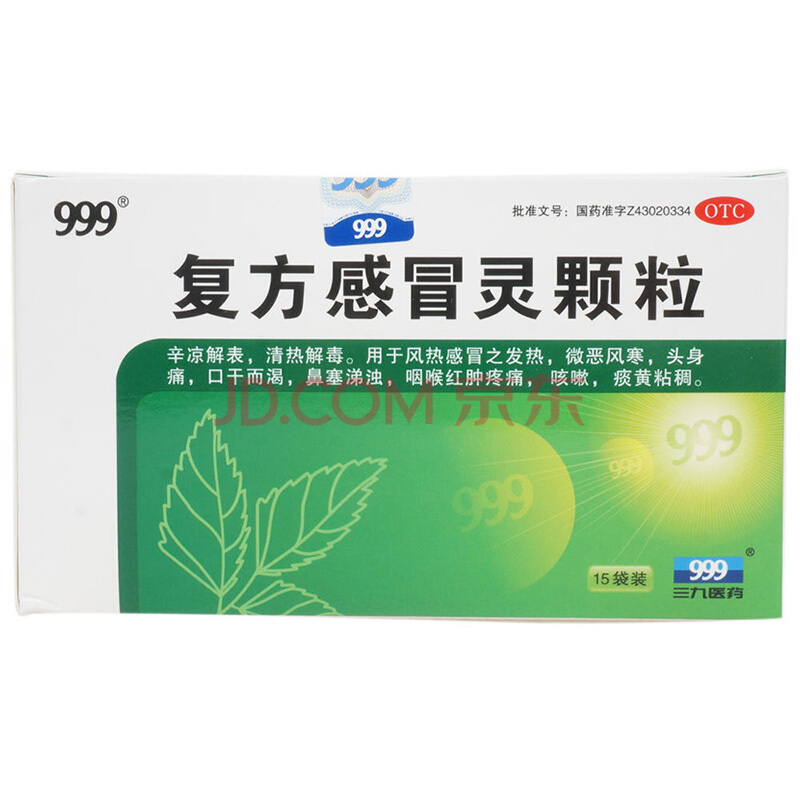 999®
999
999
批准文号：国药准字Z43020334
OTC
复方感冒灵颗粒
辛凉解表，清热解毒。用于风热感冒之发热，微恶风寒，头身
痛，口干而渴，鼻塞涕浊，咽喉红肿疼痛，咳嗽，痰黄粘稠。
JD.COM 京东
999
999
999
15袋装
999®
三九医药